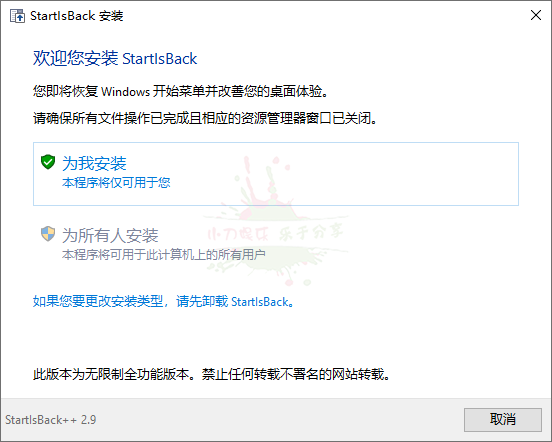 StartIsBack 安装
欢迎您安装 StartIsBack
您即将恢复 Windows 开始菜单并改善您的桌面体验。
请确保所有文件操作已完成且相应的资源管理器窗口已关闭。
为我安装
本程序将仅可用于您
为所有人安装
本程序将可用于此计算机上的所有用户
小刀娱乐 乐于分享
如果您要更改安装类型，请先卸载 StartIsBack。
此版本为无限制全功能版本。禁止任何转载不署名的网站转载。
StartIsBack++ 2.9
取消